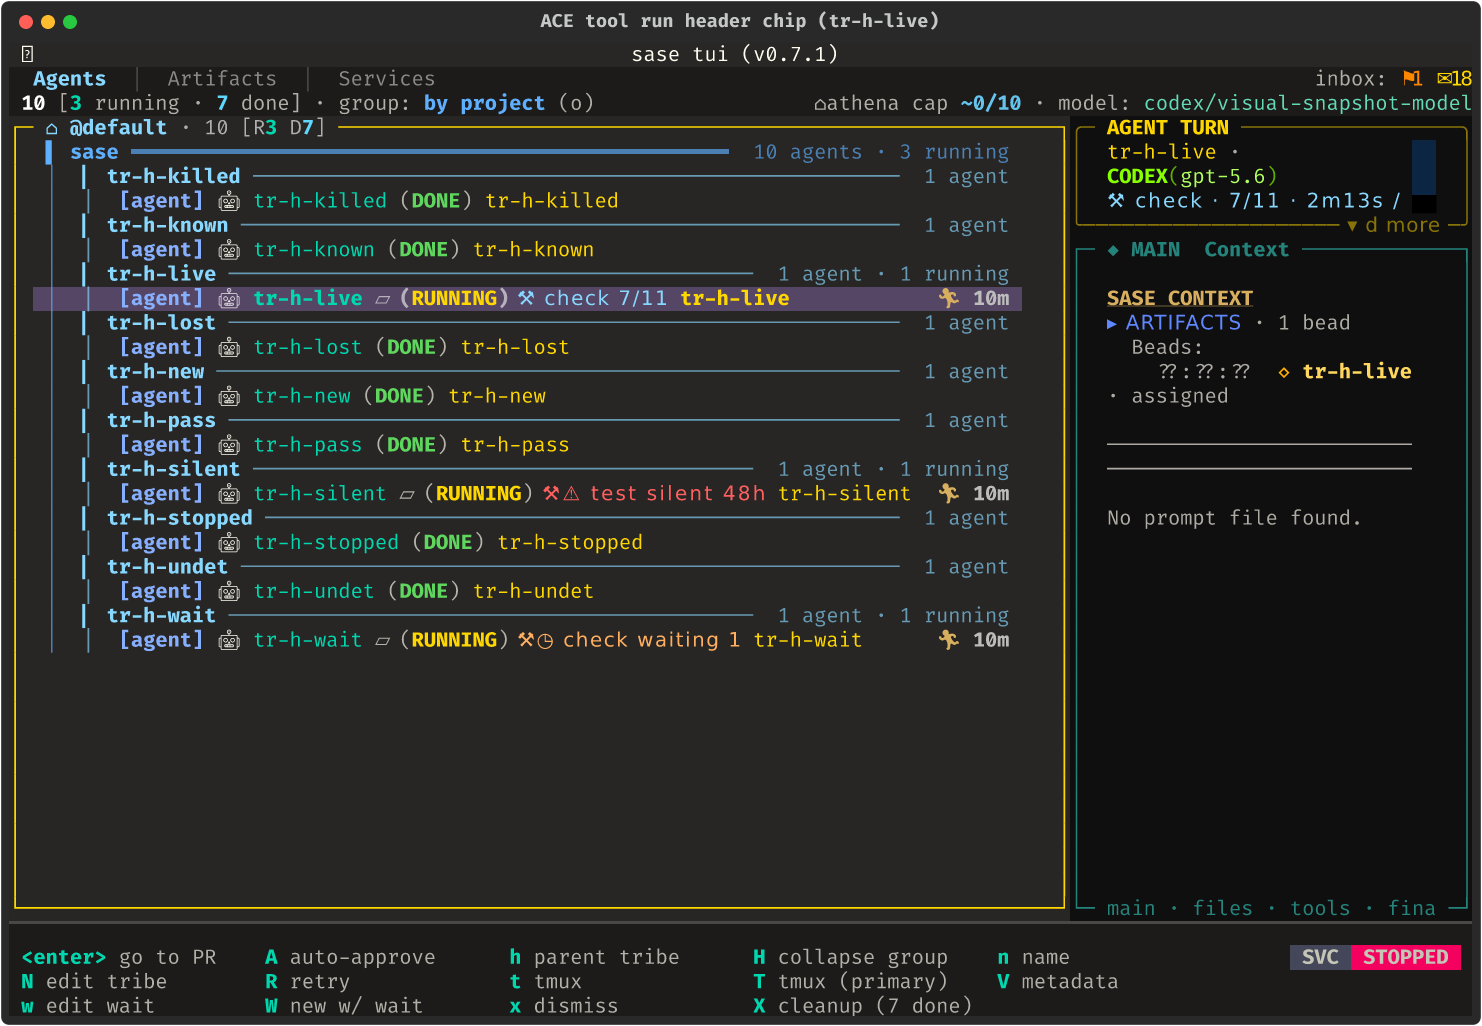 ACE tool run header chip (tr-h-live)
sase tui (v0.7.1)
Agents │ Artifacts │ Services inbox: ⚑1 ✉18
10 [3 running · 7 done] · group: by project (o) ⌂athena cap ~0/10 · model: codex/visual-snapshot-model
⌂ @default · 10 [R3 D7]
sase 10 agents · 3 running
tr-h-killed 1 agent
[agent] 🤖 tr-h-killed (DONE) tr-h-killed
tr-h-known 1 agent
[agent] 🤖 tr-h-known (DONE) tr-h-known
tr-h-live 1 agent · 1 running
[agent] 🤖 tr-h-live ▱ (RUNNING) ⚒ check 7/11 tr-h-live 🏃 10m
tr-h-lost 1 agent
[agent] 🤖 tr-h-lost (DONE) tr-h-lost
tr-h-new 1 agent
[agent] 🤖 tr-h-new (DONE) tr-h-new
tr-h-pass 1 agent
[agent] 🤖 tr-h-pass (DONE) tr-h-pass
tr-h-silent 1 agent · 1 running
[agent] 🤖 tr-h-silent ▱ (RUNNING) ⚒⚠ test silent 48h tr-h-silent 🏃 10m
tr-h-stopped 1 agent
[agent] 🤖 tr-h-stopped (DONE) tr-h-stopped
tr-h-undet 1 agent
[agent] 🤖 tr-h-undet (DONE) tr-h-undet
tr-h-wait 1 agent · 1 running
[agent] 🤖 tr-h-wait ▱ (RUNNING) ⚒◷ check waiting 1 tr-h-wait 🏃 10m
AGENT TURN
tr-h-live ·
CODEX(gpt-5.6)
⚒ check · 7/11 · 2m13s /
▾ d more
◆ MAIN Context
SASE CONTEXT
▸ ARTIFACTS · 1 bead
Beads:
??:??:?? ◇ tr-h-live
· assigned
No prompt file found.
main · files · tools · fina
<enter> go to PR A auto-approve h parent tribe H collapse group n name SVC STOPPED
N edit tribe R retry t tmux T tmux (primary) V metadata
w edit wait W new w/ wait x dismiss X cleanup (7 done)